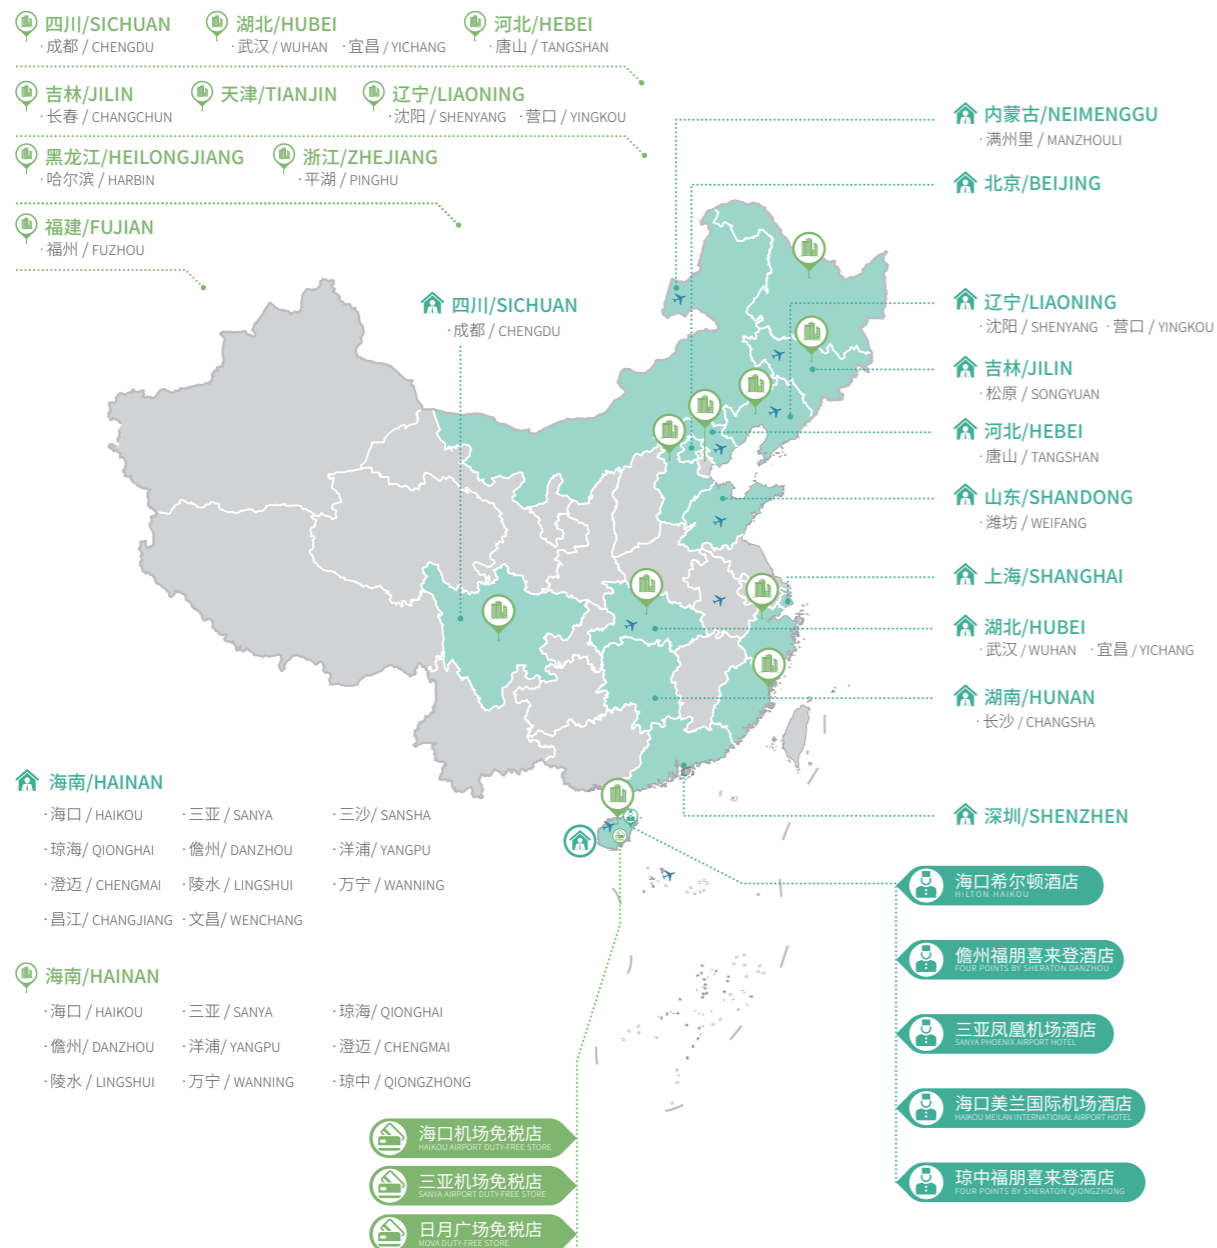 四川/SICHUAN
·成都 / CHENGDU
湖北/HUBEI
·武汉 / WUHAN ·宜昌 / YICHANG
河北/HEBEI
·唐山 / TANGSHAN
吉林/JILIN
·长春 / CHANGCHUN
天津/TIANJIN
辽宁/LIAONING
·沈阳 / SHENYANG ·营口 / YINGKOU
黑龙江/HEILONGJIANG
·哈尔滨 / HARBIN
浙江/ZHEJIANG
·平湖 / PINGHU
福建/FUJIAN
·福州 / FUZHOU
四川/SICHUAN
·成都 / CHENGDU
内蒙古/NEIMENGGU
·满州里 / MANZHOULI
北京/BEIJING
辽宁/LIAONING
·沈阳 / SHENYANG ·营口 / YINGKOU
吉林/JILIN
·松原 / SONGYUAN
河北/HEBEI
·唐山 / TANGSHAN
山东/SHANDONG
·潍坊 / WEIFANG
上海/SHANGHAI
湖北/HUBEI
·武汉 / WUHAN ·宜昌 / YICHANG
湖南/HUNAN
·长沙 / CHANGSHA
深圳/SHENZHEN
海南/HAINAN
·海口 / HAIKOU ·三亚 / SANYA ·三沙/ SANSHA
·琼海/ QIONGHAI ·儋州/ DANZHOU ·洋浦/ YANGPU
·澄迈 / CHENGMAI ·陵水 / LINGSHUI ·万宁 / WANNING
·昌江/ CHANGJIANG ·文昌/ WENCHANG
海南/HAINAN
·海口 / HAIKOU ·三亚 / SANYA ·琼海/ QIONGHAI
·儋州/ DANZHOU ·洋浦/ YANGPU ·澄迈 / CHENGMAI
·陵水 / LINGSHUI ·万宁 / WANNING ·琼中 / QIONGZHONG
海口希尔顿酒店
HILTON HAIKOU
儋州福朋喜来登酒店
FOUR POINTS BY SHERATON DANZHOU
三亚凤凰机场酒店
SANYA PHOENIX AIRPORT HOTEL
海口美兰国际机场酒店
HAIKOU MEILAN INTERNATIONAL AIRPORT HOTEL
琼中福朋喜来登酒店
FOUR POINTS BY SHERATON QIONGZHONG
海口机场免税店
HAIKOU AIRPORT DUTY-FREE STORE
三亚机场免税店
SANYA AIRPORT DUTY-FREE STORE
日月广场免税店
MOVA DUTY-FREE STORE